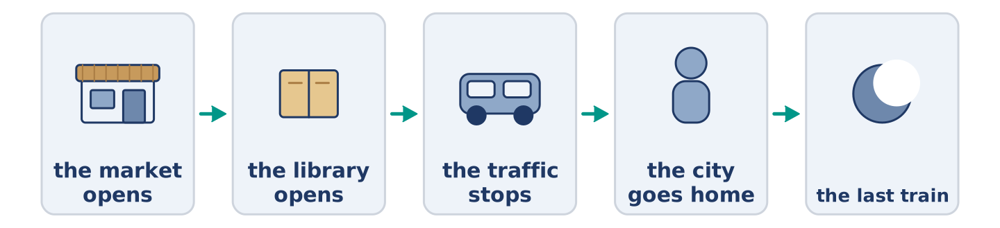 the market
opens
the library
opens
the traffic
stops
the city
goes home
the last train